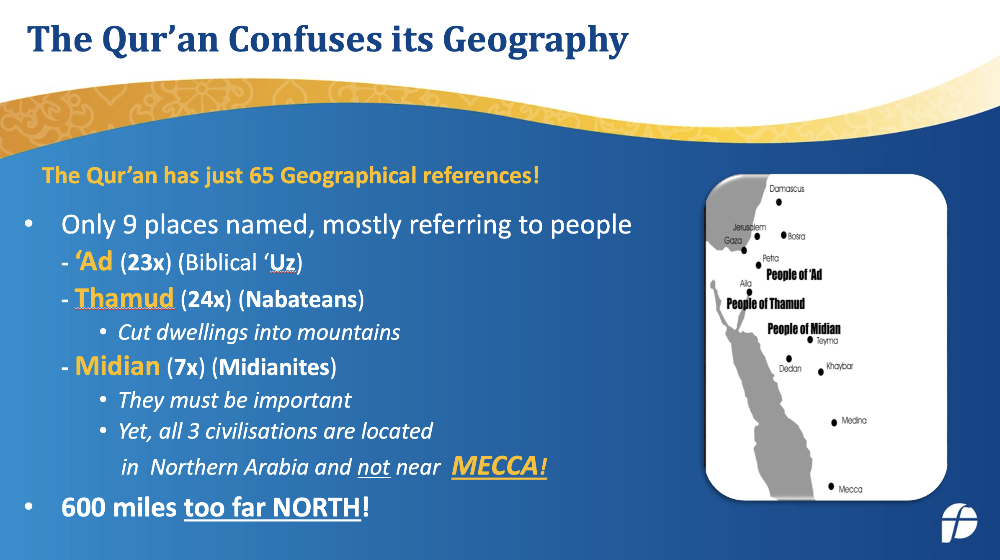 The Qur’an Confuses its Geography
The Qur’an has just 65 Geographical references!
• Only 9 places named, mostly referring to people
- ‘Ad (23x) (Biblical ‘Uz)
- Thamud (24x) (Nabateans)
• Cut dwellings into mountains
- Midian (7x) (Midianites)
• They must be important
• Yet, all 3 civilisations are located
in Northern Arabia and not near MECCA!
• 600 miles too far NORTH!
Damascus
Jerusalem
Bosra
Gaza
Petra
People of ‘Ad
Aila
People of Thamud
People of Midian
Teyma
Dedan
Khaybar
Medina
Mecca